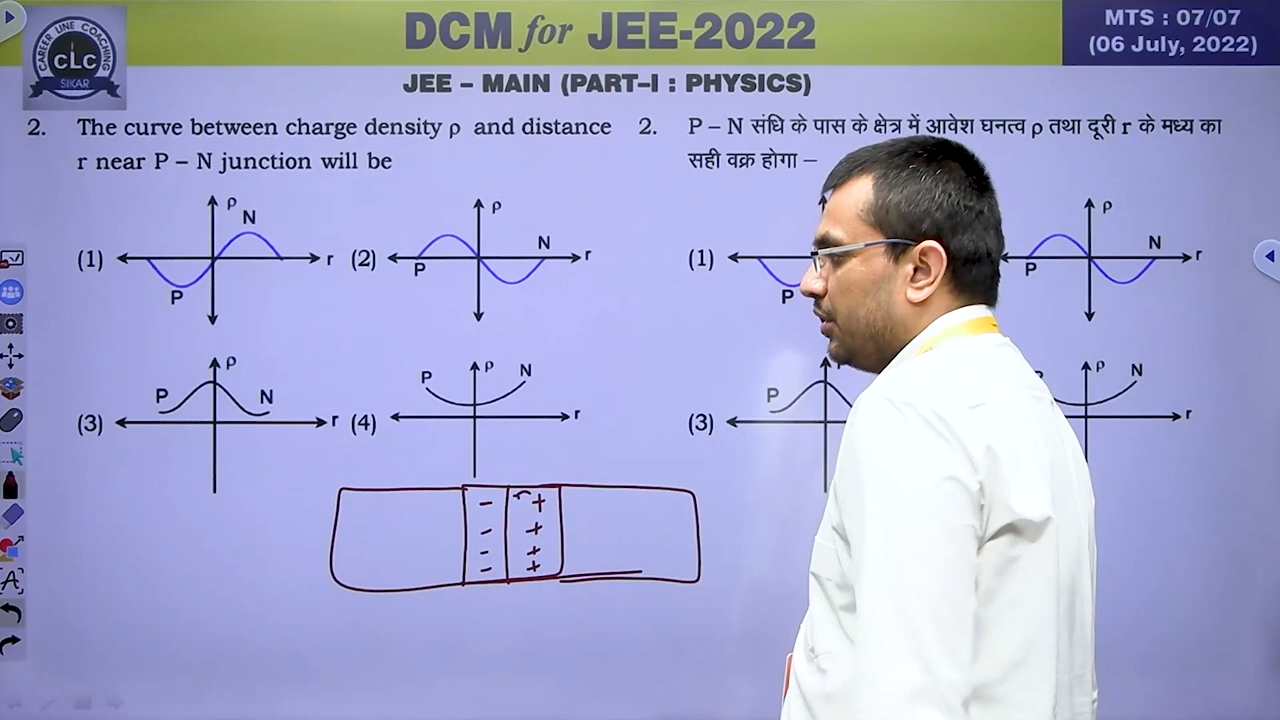 DCM for JEE-2022
MTS : 07/07
(06 July, 2022)
CAREER LINE COACHING
CLC
SIKAR
JEE – MAIN (PART–I : PHYSICS)
2. The curve between charge density ρ and distance
r near P – N junction will be
(1) ρ N r P
(2) ρ N r P
(3) ρ P N r
(4) P ρ N r
2. P – N संधि के पास के क्षेत्र में आवेश घनत्व ρ तथा दूरी r के मध्य का
सही वक्र होगा –
(1) P
ρ N r P
(3) P
ρ N r
- +
- +
- +
- +
A